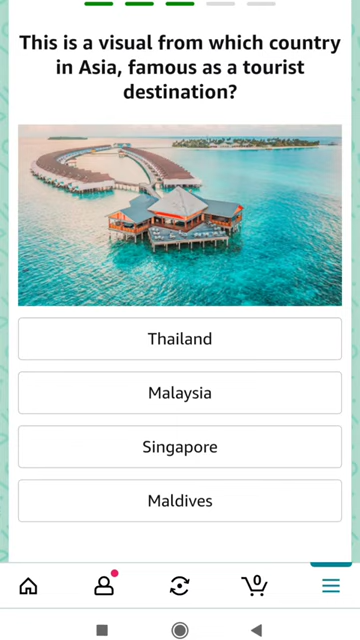 This is a visual from which country
in Asia, famous as a tourist
destination?
Thailand
Malaysia
Singapore
Maldives
0